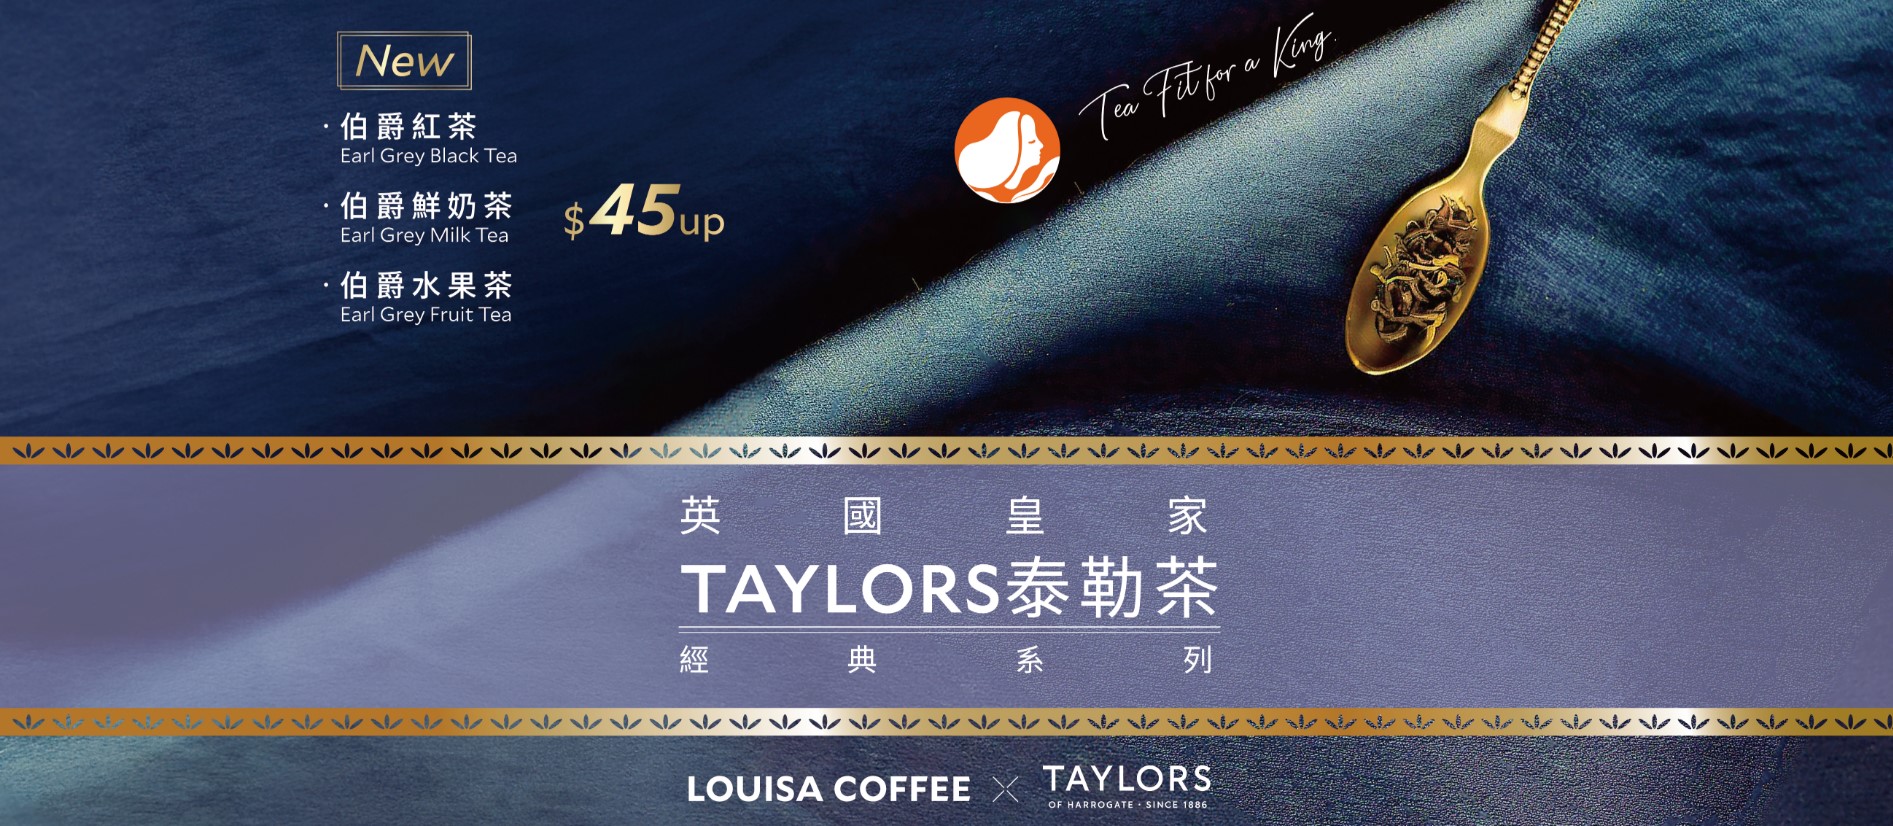 New
· 伯爵紅茶
Earl Grey Black Tea
· 伯爵鮮奶茶
Earl Grey Milk Tea
· 伯爵水果茶
Earl Grey Fruit Tea
$45up
Tea Fit for a King.
英國皇家
TAYLORS泰勒茶
經典系列
LOUISA COFFEE × TAYLORS
OF HARROGATE · SINCE 1886